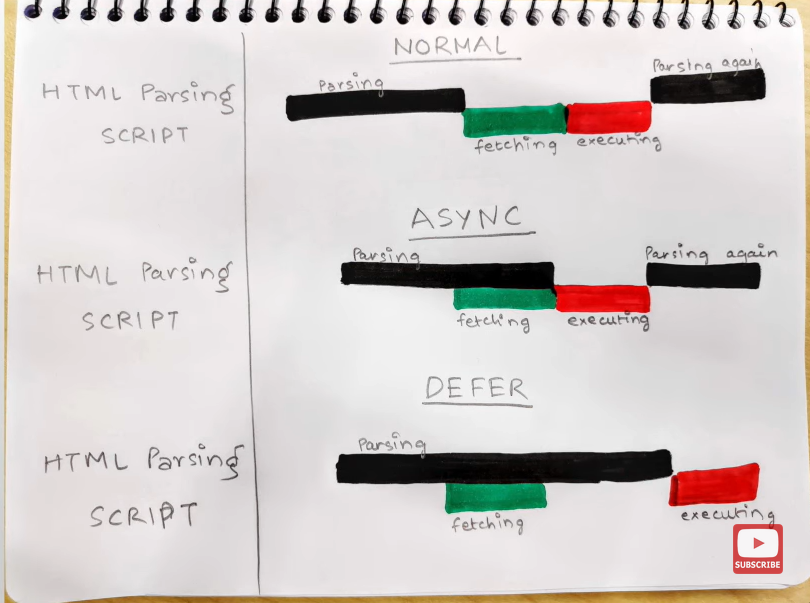 NORMAL
Parsing
Parsing again
HTML Parsing
SCRIPT
fetching executing
ASYNC
Parsing
Parsing again
HTML Parsing
SCRIPT
fetching executing
DEFER
Parsing
HTML Parsing
SCRIPT
fetching executing
SUBSCRIBE